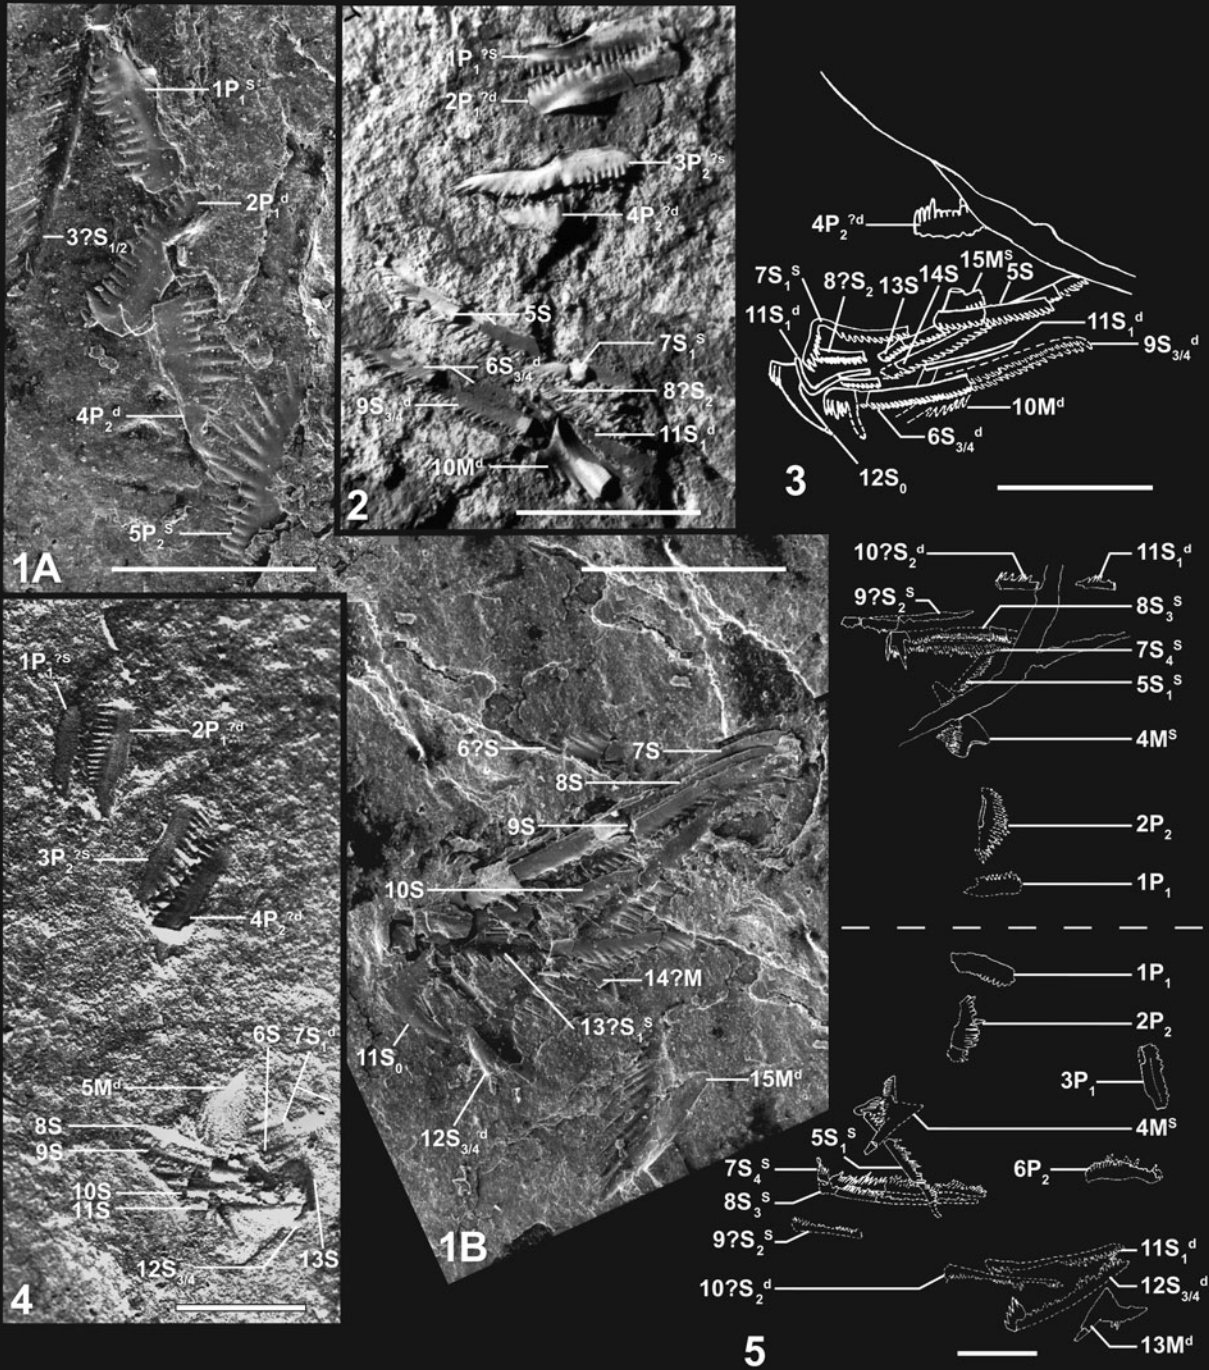 1P₁ˢ
2P₁ᵈ
3?S₁/₂
4P₂ᵈ
5P₂ˢ
1A
1P₁?ˢ
2P₁?ᵈ
3P₂?ˢ
4P₂?ᵈ
5S
7S₁ˢ
6S₃/₄ᵈ
8?S₂
9S₃/₄ᵈ
11S₁ᵈ
10Mᵈ
2
4P₂?ᵈ
15Mˢ
7S₁ˢ
8?S₂
13S
14S
5S
11S₁ᵈ
11S₁ᵈ
9S₃/₄ᵈ
10Mᵈ
6S₃/₄ᵈ
12S₀
3
1P₁?ˢ
2P₁?ᵈ
3P₂?ˢ
4P₂?ᵈ
6S
7S₁ᵈ
5Mᵈ
8S
9S
10S
11S
12S₃/₄
13S
4
6?S
7S
8S
9S
10S
14?M
13?S₁ˢ
11S₀
12S₃/₄ᵈ
15Mᵈ
1B
10?S₂ᵈ
11S₁ᵈ
9?S₂ˢ
8S₃ˢ
7S₄ˢ
5S₁ˢ
4Mˢ
2P₂
1P₁
1P₁
2P₂
3P₁
4Mˢ
5S₁ˢ
7S₄ˢ
6P₂
8S₃ˢ
9?S₂ˢ
11S₁ᵈ
10?S₂ᵈ
12S₃/₄ᵈ
13Mᵈ
5